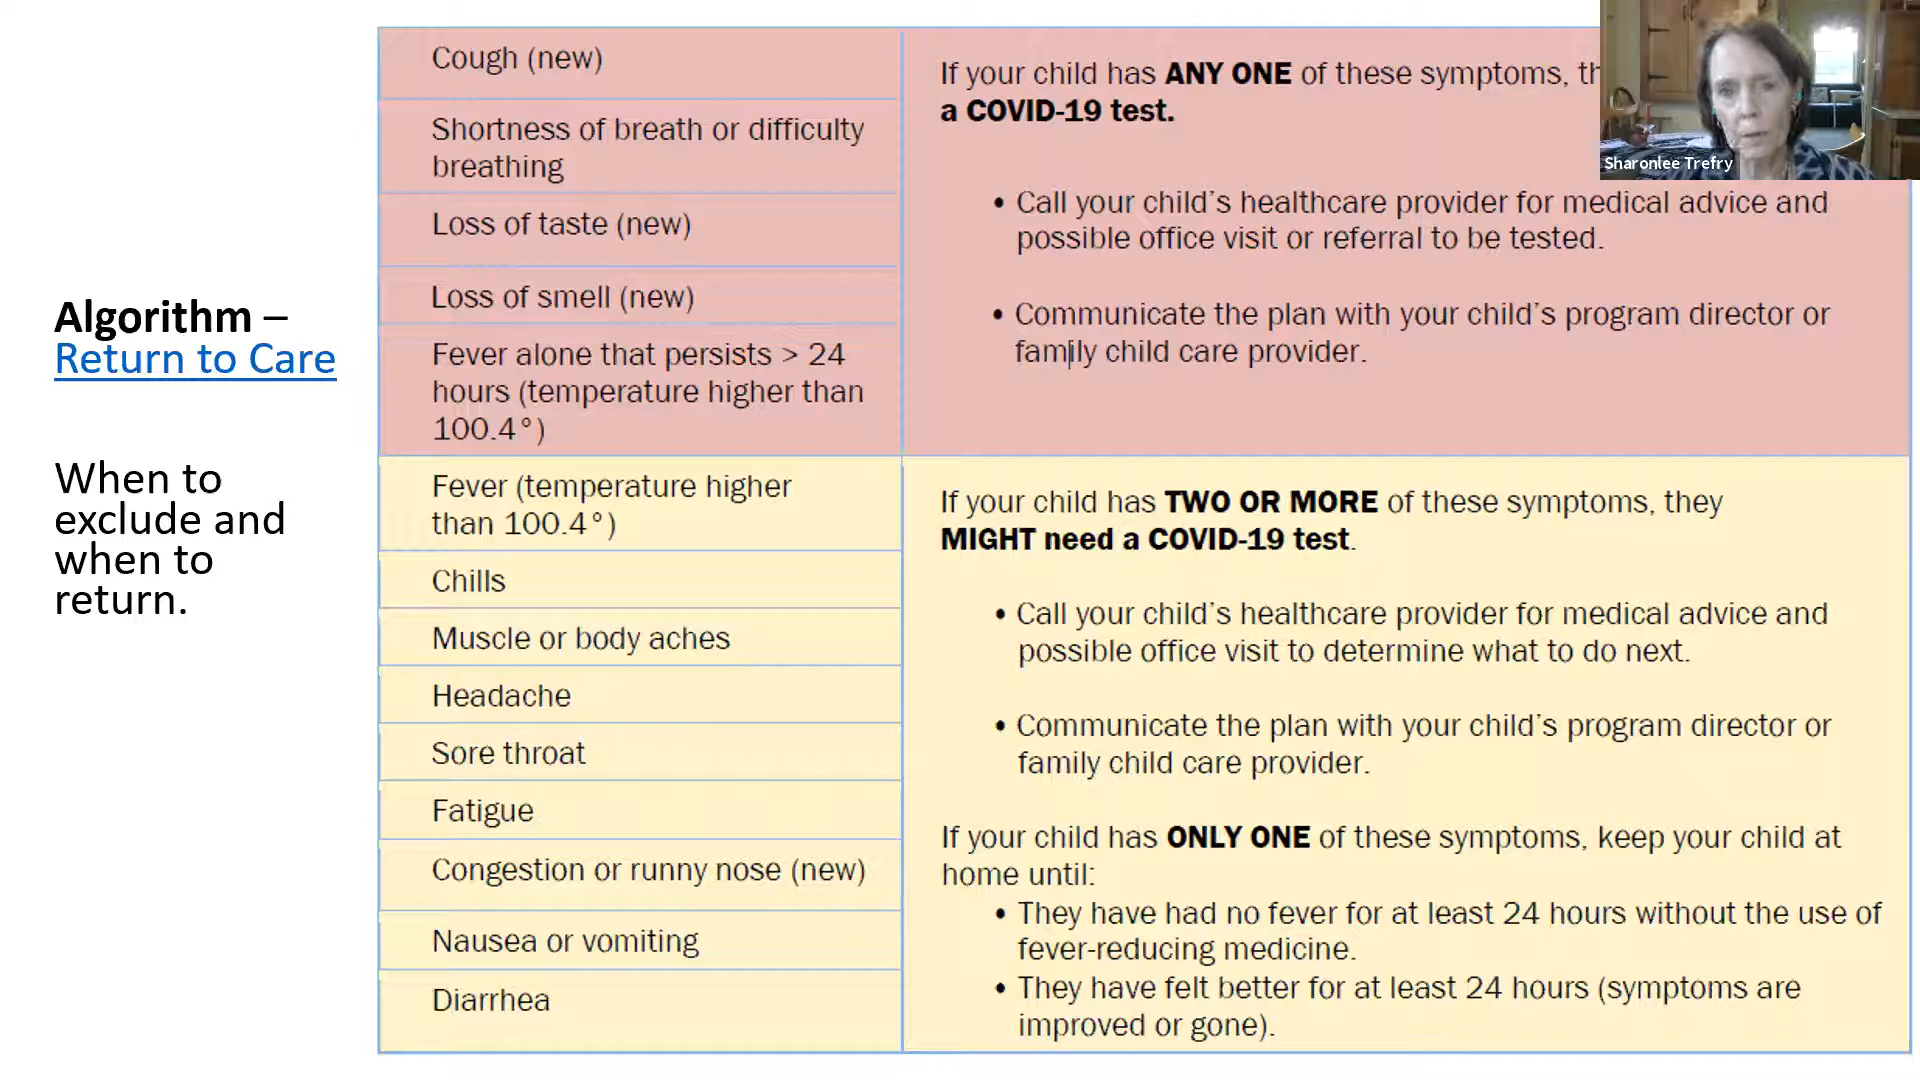 Algorithm –
Return to Care
When to
exclude and
when to
return.
Cough (new)
Shortness of breath or difficulty
breathing
Loss of taste (new)
Loss of smell (new)
Fever alone that persists > 24
hours (temperature higher than
100.4°)
If your child has ANY ONE of these symptoms, th
a COVID-19 test.
• Call your child's healthcare provider for medical advice and
possible office visit or referral to be tested.
• Communicate the plan with your child's program director or
family child care provider.
Sharonlee Trefry
Fever (temperature higher
than 100.4°)
Chills
Muscle or body aches
Headache
Sore throat
Fatigue
Congestion or runny nose (new)
Nausea or vomiting
Diarrhea
If your child has TWO OR MORE of these symptoms, they
MIGHT need a COVID-19 test.
• Call your child's healthcare provider for medical advice and
possible office visit to determine what to do next.
• Communicate the plan with your child's program director or
family child care provider.
If your child has ONLY ONE of these symptoms, keep your child at
home until:
• They have had no fever for at least 24 hours without the use of
fever-reducing medicine.
• They have felt better for at least 24 hours (symptoms are
improved or gone).